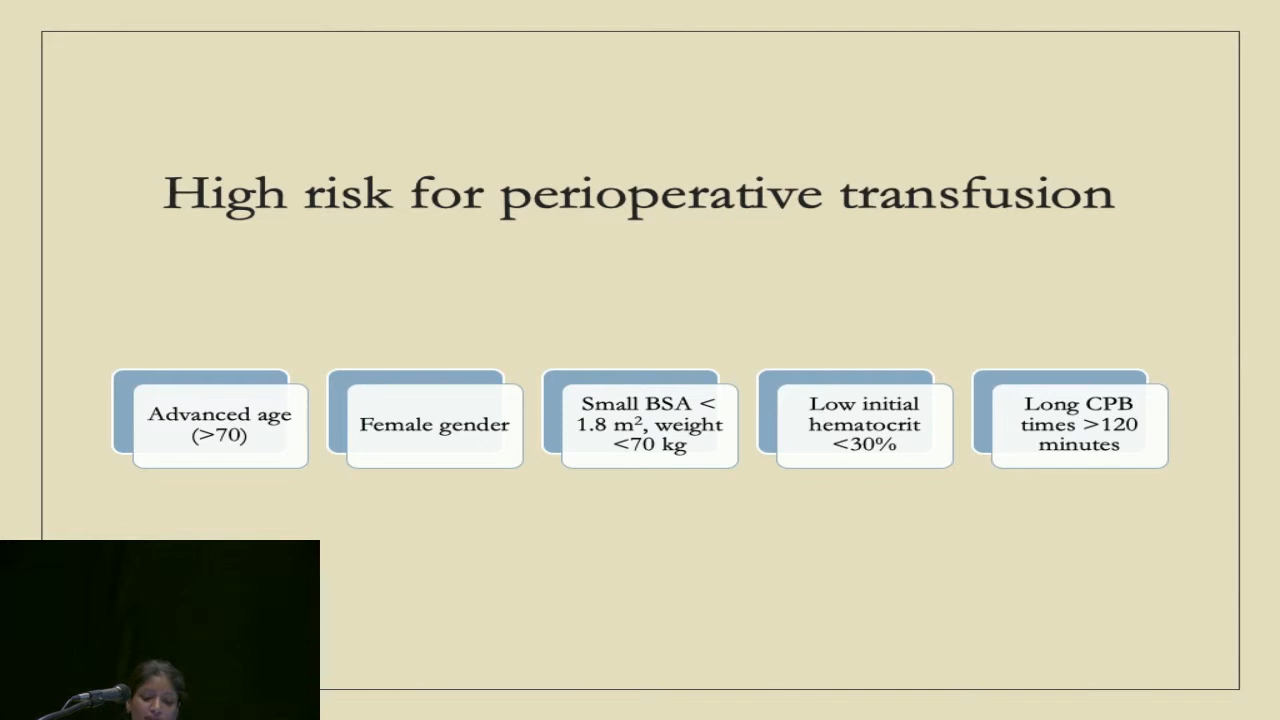 High risk for perioperative transfusion
Advanced age
(>70)
Female gender
Small BSA <
1.8 m², weight
<70 kg
Low initial
hematocrit
<30%
Long CPB
times >120
minutes